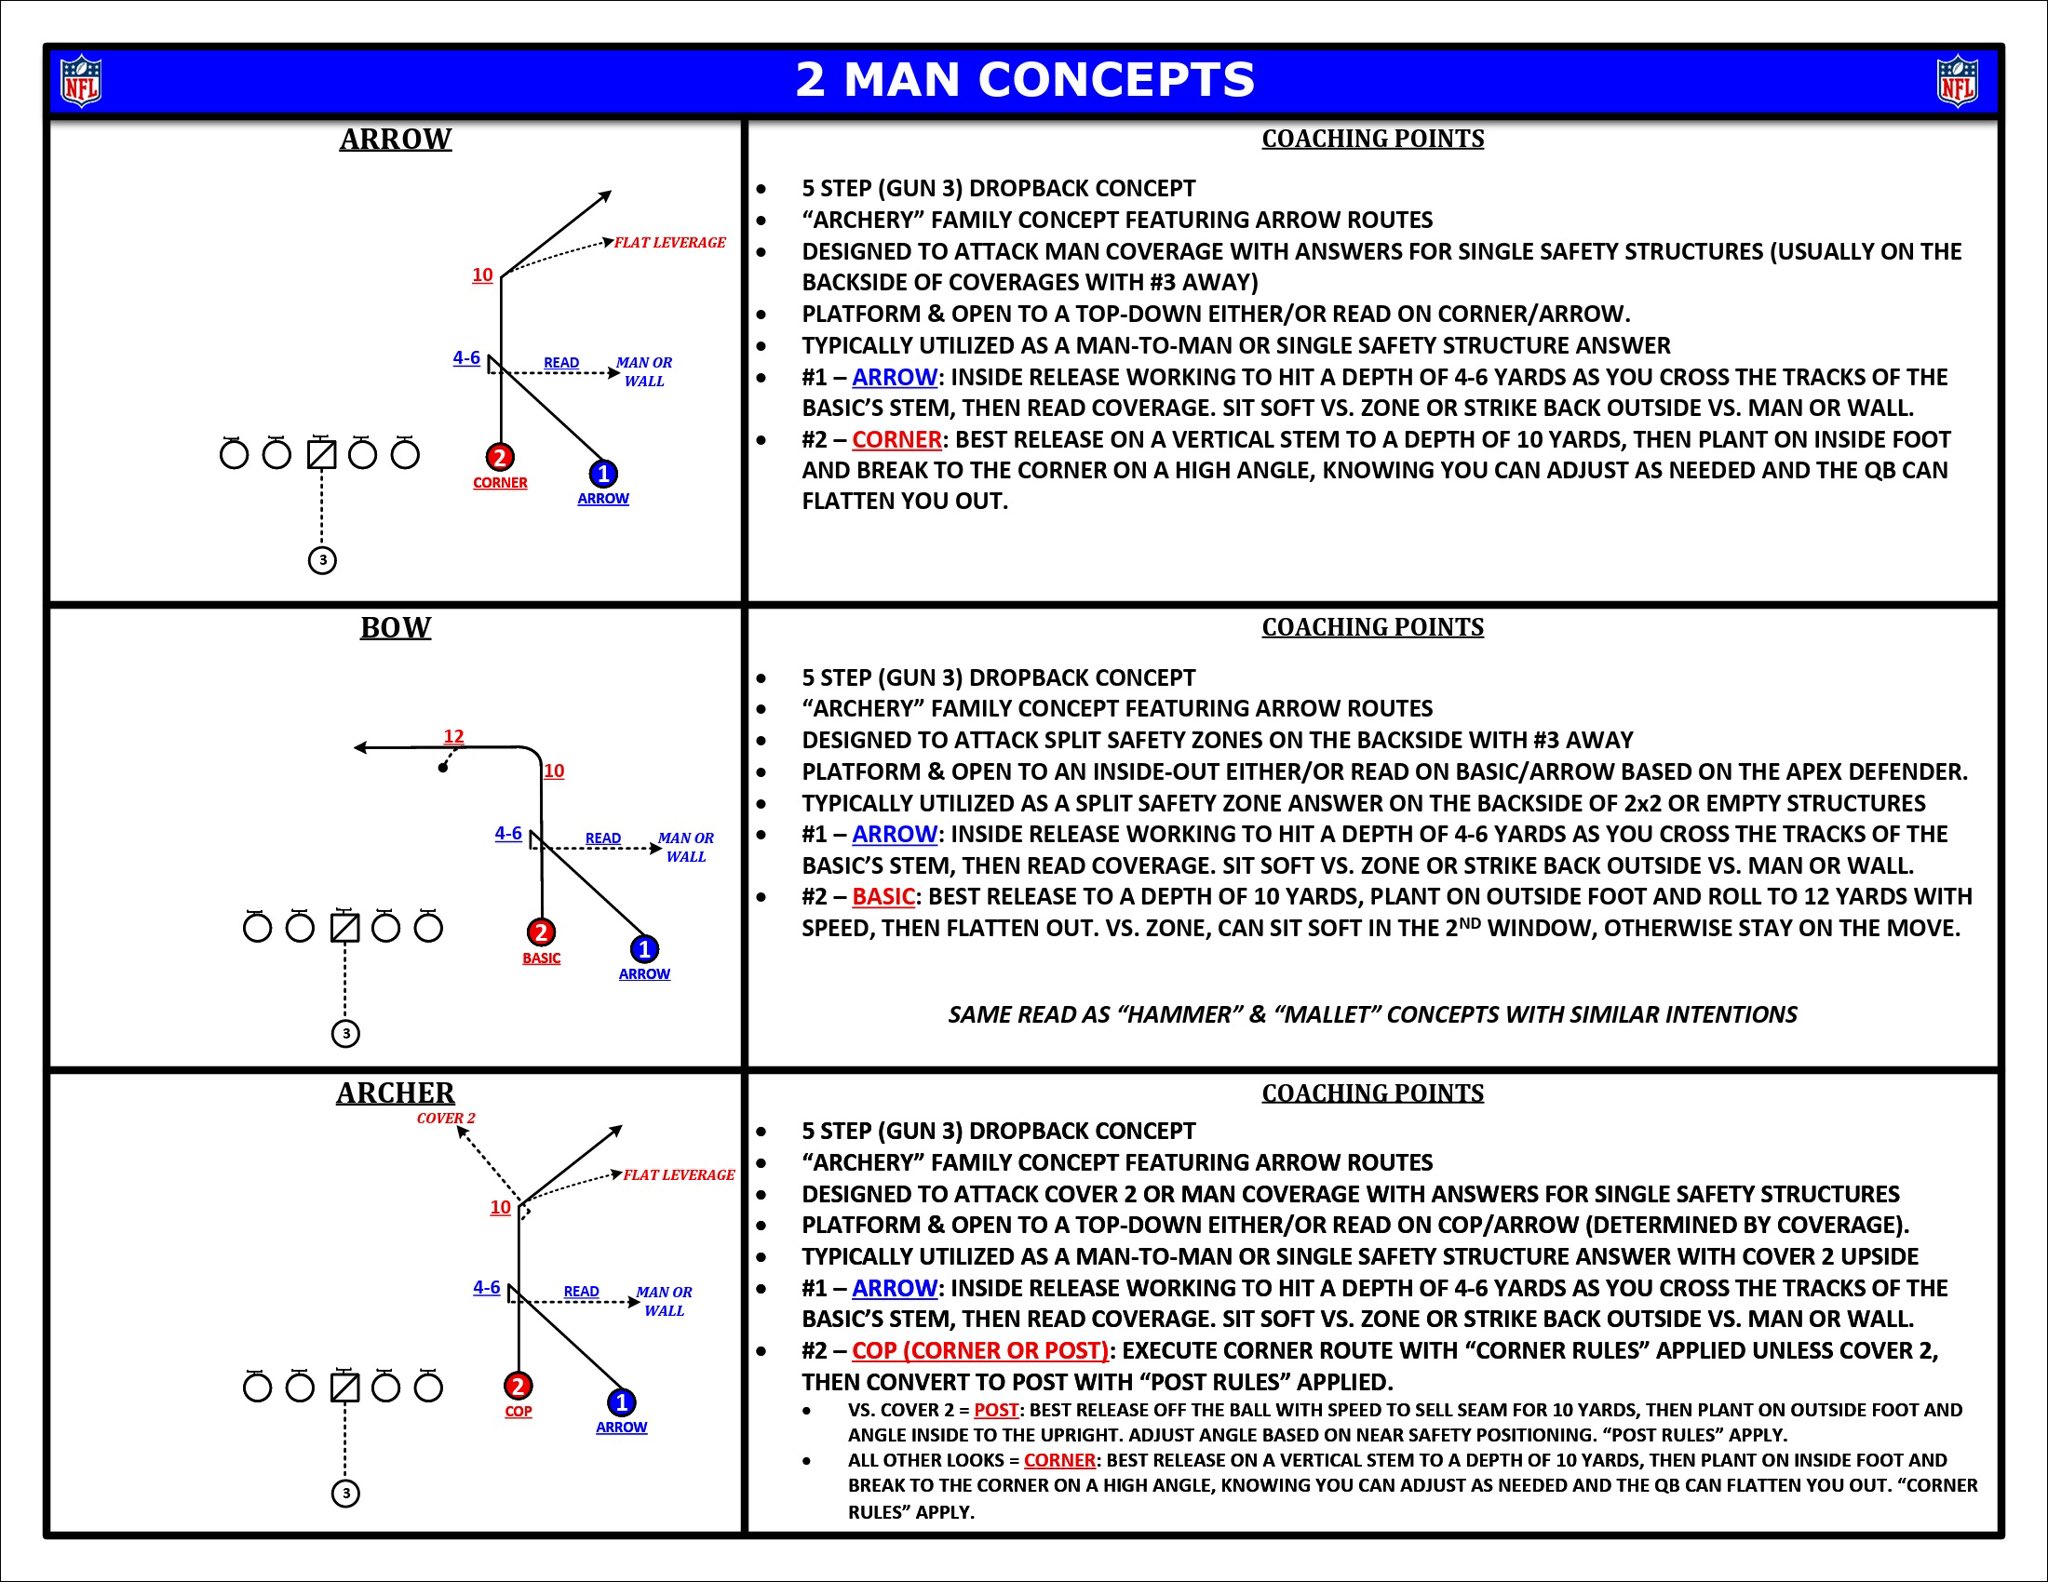 NFL
2 MAN CONCEPTS
NFL
ARROW
FLAT LEVERAGE
10
4-6
READ
MAN OR
WALL
2
CORNER
1
ARROW
3
COACHING POINTS
• 5 STEP (GUN 3) DROPBACK CONCEPT
• “ARCHERY” FAMILY CONCEPT FEATURING ARROW ROUTES
• DESIGNED TO ATTACK MAN COVERAGE WITH ANSWERS FOR SINGLE SAFETY STRUCTURES (USUALLY ON THE
BACKSIDE OF COVERAGES WITH #3 AWAY)
• PLATFORM & OPEN TO A TOP-DOWN EITHER/OR READ ON CORNER/ARROW.
• TYPICALLY UTILIZED AS A MAN-TO-MAN OR SINGLE SAFETY STRUCTURE ANSWER
• #1 – ARROW: INSIDE RELEASE WORKING TO HIT A DEPTH OF 4-6 YARDS AS YOU CROSS THE TRACKS OF THE
BASIC’S STEM, THEN READ COVERAGE. SIT SOFT VS. ZONE OR STRIKE BACK OUTSIDE VS. MAN OR WALL.
• #2 – CORNER: BEST RELEASE ON A VERTICAL STEM TO A DEPTH OF 10 YARDS, THEN PLANT ON INSIDE FOOT
AND BREAK TO THE CORNER ON A HIGH ANGLE, KNOWING YOU CAN ADJUST AS NEEDED AND THE QB CAN
FLATTEN YOU OUT.
BOW
12
10
4-6
READ
MAN OR
WALL
2
BASIC
1
ARROW
3
COACHING POINTS
• 5 STEP (GUN 3) DROPBACK CONCEPT
• “ARCHERY” FAMILY CONCEPT FEATURING ARROW ROUTES
• DESIGNED TO ATTACK SPLIT SAFETY ZONES ON THE BACKSIDE WITH #3 AWAY
• PLATFORM & OPEN TO AN INSIDE-OUT EITHER/OR READ ON BASIC/ARROW BASED ON THE APEX DEFENDER.
• TYPICALLY UTILIZED AS A SPLIT SAFETY ZONE ANSWER ON THE BACKSIDE OF 2x2 OR EMPTY STRUCTURES
• #1 – ARROW: INSIDE RELEASE WORKING TO HIT A DEPTH OF 4-6 YARDS AS YOU CROSS THE TRACKS OF THE
BASIC’S STEM, THEN READ COVERAGE. SIT SOFT VS. ZONE OR STRIKE BACK OUTSIDE VS. MAN OR WALL.
• #2 – BASIC: BEST RELEASE TO A DEPTH OF 10 YARDS, PLANT ON OUTSIDE FOOT AND ROLL TO 12 YARDS WITH
SPEED, THEN FLATTEN OUT. VS. ZONE, CAN SIT SOFT IN THE 2ND WINDOW, OTHERWISE STAY ON THE MOVE.
SAME READ AS “HAMMER” & “MALLET” CONCEPTS WITH SIMILAR INTENTIONS
ARCHER
COVER 2
FLAT LEVERAGE
10
4-6
READ
MAN OR
WALL
2
COP
1
ARROW
3
COACHING POINTS
• 5 STEP (GUN 3) DROPBACK CONCEPT
• “ARCHERY” FAMILY CONCEPT FEATURING ARROW ROUTES
• DESIGNED TO ATTACK COVER 2 OR MAN COVERAGE WITH ANSWERS FOR SINGLE SAFETY STRUCTURES
• PLATFORM & OPEN TO A TOP-DOWN EITHER/OR READ ON COP/ARROW (DETERMINED BY COVERAGE).
• TYPICALLY UTILIZED AS A MAN-TO-MAN OR SINGLE SAFETY STRUCTURE ANSWER WITH COVER 2 UPSIDE
• #1 – ARROW: INSIDE RELEASE WORKING TO HIT A DEPTH OF 4-6 YARDS AS YOU CROSS THE TRACKS OF THE
BASIC’S STEM, THEN READ COVERAGE. SIT SOFT VS. ZONE OR STRIKE BACK OUTSIDE VS. MAN OR WALL.
• #2 – COP (CORNER OR POST): EXECUTE CORNER ROUTE WITH “CORNER RULES” APPLIED UNLESS COVER 2,
THEN CONVERT TO POST WITH “POST RULES” APPLIED.
• VS. COVER 2 = POST: BEST RELEASE OFF THE BALL WITH SPEED TO SELL SEAM FOR 10 YARDS, THEN PLANT ON OUTSIDE FOOT AND
ANGLE INSIDE TO THE UPRIGHT. ADJUST ANGLE BASED ON NEAR SAFETY POSITIONING. “POST RULES” APPLY.
• ALL OTHER LOOKS = CORNER: BEST RELEASE ON A VERTICAL STEM TO A DEPTH OF 10 YARDS, THEN PLANT ON INSIDE FOOT AND
BREAK TO THE CORNER ON A HIGH ANGLE, KNOWING YOU CAN ADJUST AS NEEDED AND THE QB CAN FLATTEN YOU OUT. “CORNER
RULES” APPLY.